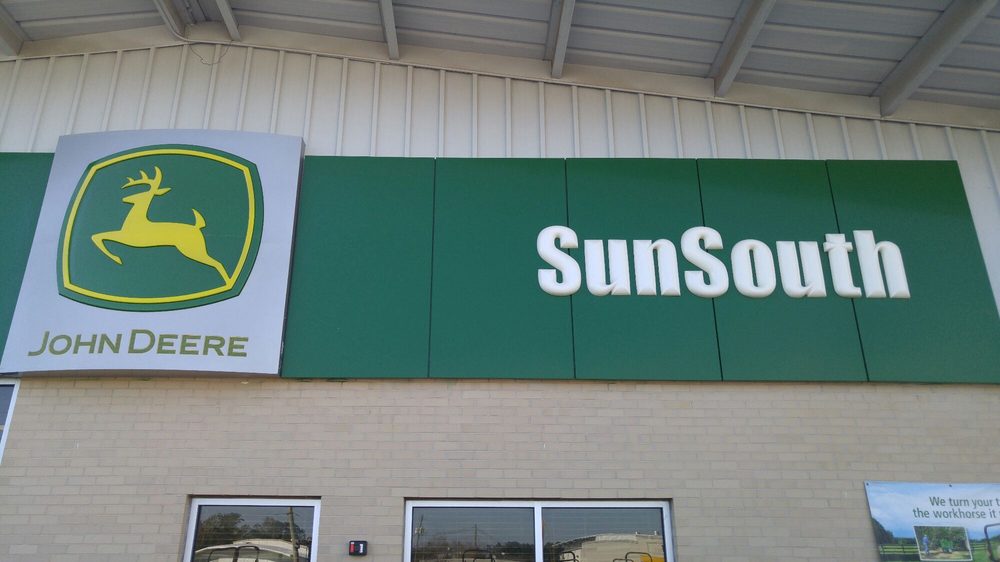 JOHN DEERE
SunSouth
We turn your
the workhorse it